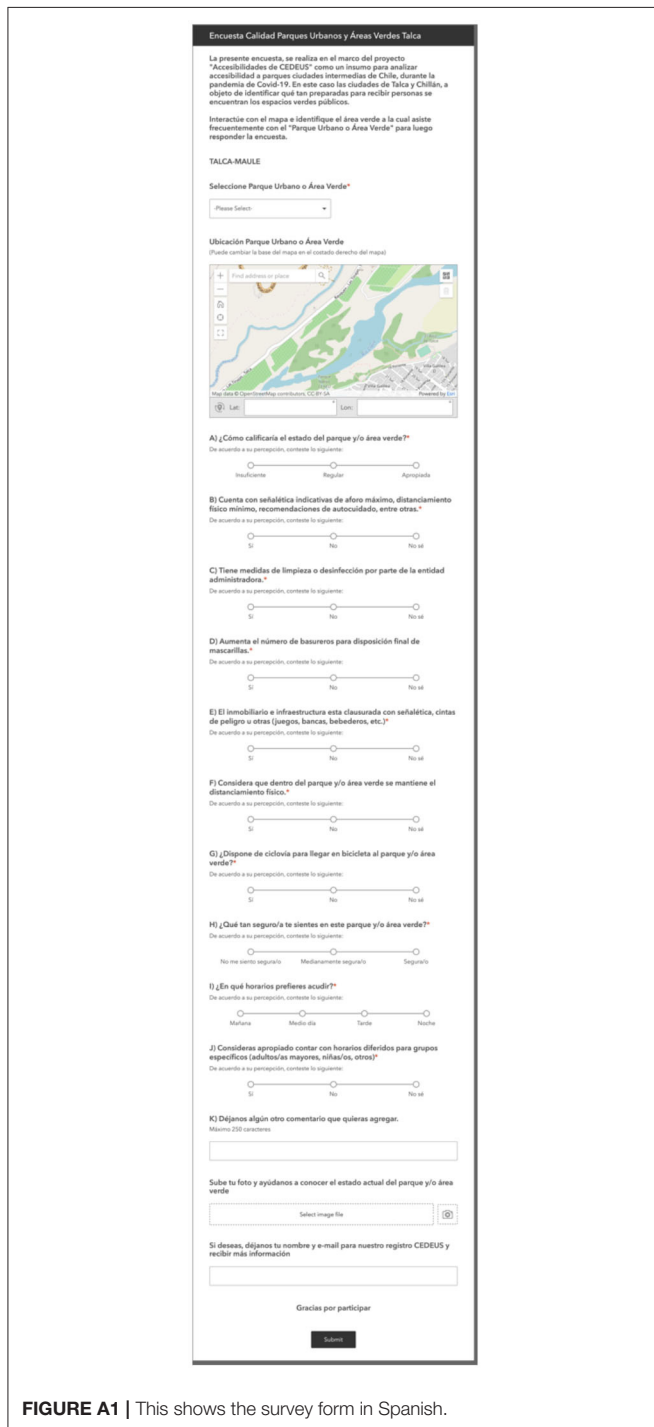 Encuesta Calidad Parques Urbanos y Áreas Verdes Talca
La presente encuesta, se realiza en el marco del proyecto
"Accesibilidades de CEDEUS" como un insumo para analizar
accesibilidad a parques ciudades intermedias de Chile, durante la
pandemia de Covid-19. En este caso las ciudades de Talca y Chillán, a
objeto de identificar qué tan preparadas para recibir personas se
encuentran los espacios verdes públicos.
Interactúe con el mapa e identifique el área verde a la cual asiste
frecuentemente con el "Parque Urbano o Área Verde" para luego
responder la encuesta.
TALCA-MAULE
Seleccione Parque Urbano o Área Verde*
-Please Select-
Ubicación Parque Urbano o Área Verde
(Puede cambiar la base del mapa en el costado derecho del mapa)
Find address or place
Map data © OpenStreetMap contributors, CC-BY-SA
Powered by Esri
Lat:
Lon:
A) ¿Cómo calificaría el estado del parque y/o área verde?*
De acuerdo a su percepción, conteste lo siguiente:
Insuficiente Regular Apropiada
B) Cuenta con señalética indicativas de aforo máximo, distanciamiento
físico mínimo, recomendaciones de autocuidado, entre otras.*
De acuerdo a su percepción, conteste lo siguiente:
Sí No No sé
C) Tiene medidas de limpieza o desinfección por parte de la entidad
administradora.*
De acuerdo a su percepción, conteste lo siguiente:
Sí No No sé
D) Aumenta el número de basureros para disposición final de
mascarillas.*
De acuerdo a su percepción, conteste lo siguiente:
Sí No No sé
E) El inmobiliario e infraestructura esta clausurada con señalética, cintas
de peligro u otras (juegos, bancas, bebederos, etc.)*
De acuerdo a su percepción, conteste lo siguiente:
Sí No No sé
F) Considera que dentro del parque y/o área verde se mantiene el
distanciamiento físico.*
De acuerdo a su percepción, conteste lo siguiente:
Sí No No sé
G) ¿Dispone de ciclovía para llegar en bicicleta al parque y/o área
verde?*
De acuerdo a su percepción, conteste lo siguiente:
Sí No No sé
H) ¿Qué tan seguro/a te sientes en este parque y/o área verde?*
De acuerdo a su percepción, conteste lo siguiente:
No me siento segura/o Medianamente segura/o Segura/o
I) ¿En qué horarios prefieres acudir?*
De acuerdo a su percepción, conteste lo siguiente:
Mañana Medio día Tarde Noche
J) Consideras apropiado contar con horarios diferidos para grupos
específicos (adultos/as mayores, niñas/os, otros)*
De acuerdo a su percepción, conteste lo siguiente:
Sí No No sé
K) Déjanos algún otro comentario que quieras agregar.
Máximo 250 caracteres
Sube tu foto y ayúdanos a conocer el estado actual del parque y/o área
verde
Select image file
Si deseas, déjanos tu nombre y e-mail para nuestro registro CEDEUS y
recibir más información
Gracias por participar
Submit
FIGURE A1 | This shows the survey form in Spanish.